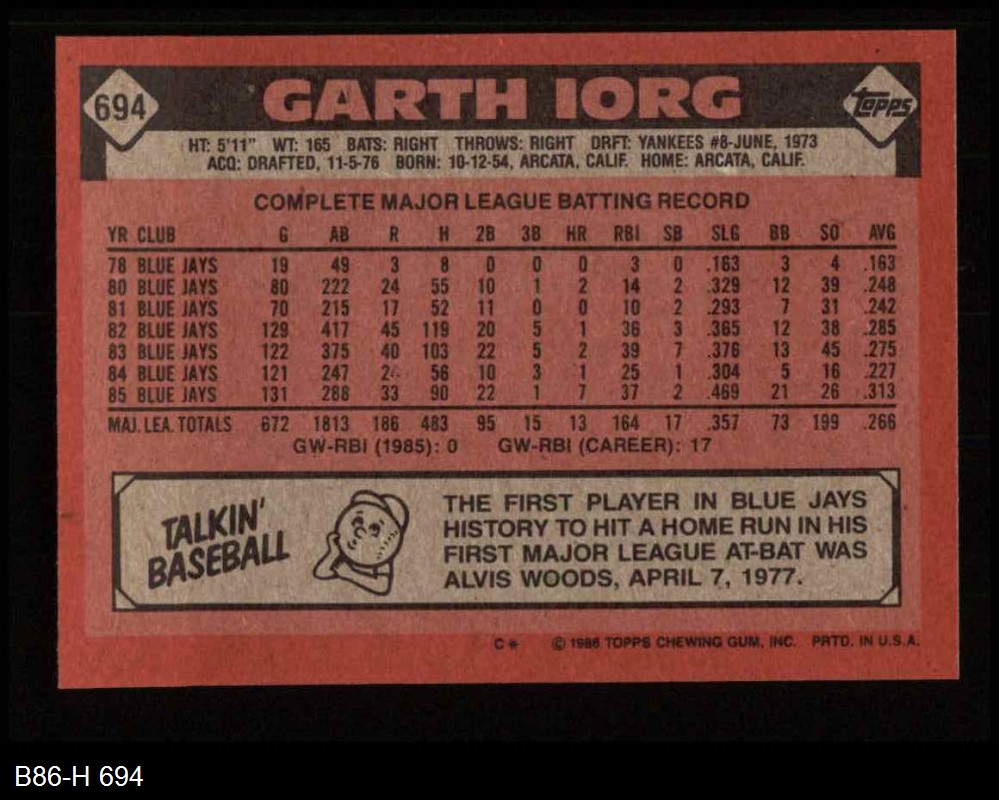 694
GARTH IORG
Topps
HT: 5'11" WT: 165 BATS: RIGHT THROWS: RIGHT DRFT: YANKEES #8-JUNE, 1973
ACQ: DRAFTED, 11-5-76 BORN: 10-12-54, ARCATA, CALIF. HOME: ARCATA, CALIF.
COMPLETE MAJOR LEAGUE BATTING RECORD
YR CLUB G AB R H 2B 3B HR RBI SB SLG BB SO AVG
78 BLUE JAYS 19 49 3 8 0 0 0 3 0 .163 3 4 .163
80 BLUE JAYS 80 222 24 55 10 1 2 14 2 .329 12 39 .248
81 BLUE JAYS 70 215 17 52 11 0 0 10 2 .293 7 31 .242
82 BLUE JAYS 129 417 45 119 20 5 1 36 3 .365 12 38 .285
83 BLUE JAYS 122 375 40 103 22 5 2 39 7 .376 13 45 .275
84 BLUE JAYS 121 247 56 10 3 1 25 1 .304 5 16 .227
85 BLUE JAYS 131 288 33 90 22 1 7 37 2 .469 21 26 .313
MAJ. LEA. TOTALS 672 1813 186 483 95 15 13 164 17 .357 73 199 .266
GW-RBI (1985): 0 GW-RBI (CAREER): 17
TALKIN'
BASEBALL
THE FIRST PLAYER IN BLUE JAYS
HISTORY TO HIT A HOME RUN IN HIS
FIRST MAJOR LEAGUE AT-BAT WAS
ALVIS WOODS, APRIL 7, 1977.
C* © 1986 TOPPS CHEWING GUM, INC. PRTD. IN U.S.A.
B86-H 694